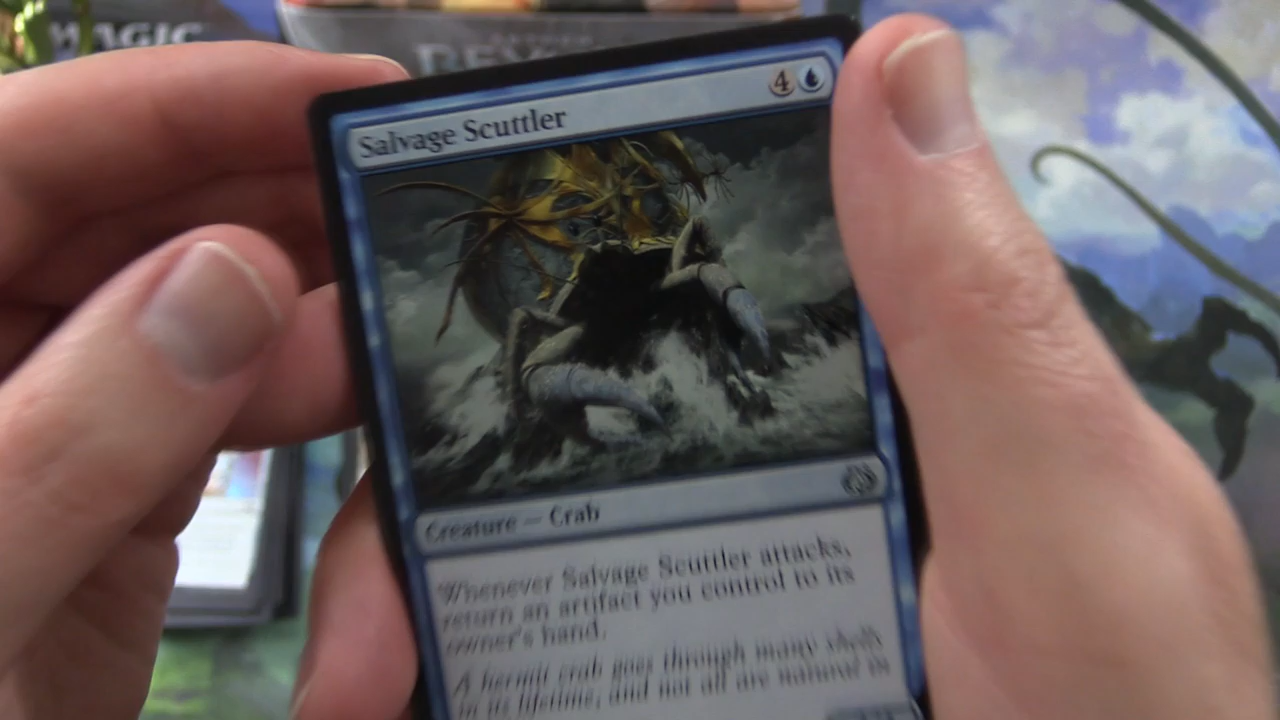 MAGIC
Salvage Scuttler
4
Creature — Crab
Whenever Salvage Scuttler attacks,
return an artifact you control to its
owner's hand.
A hermit crab goes through many shells
in its lifetime, and not all are natural in